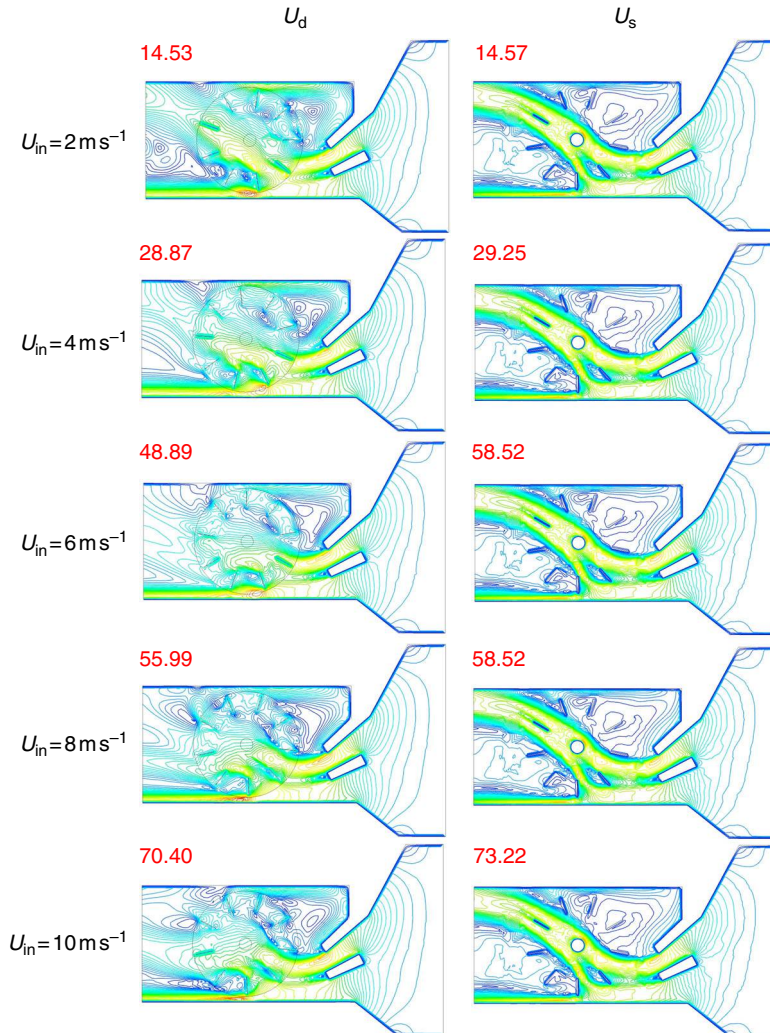 U_d U_s
14.53 14.57
U_in = 2 m s⁻¹
28.87 29.25
U_in = 4 m s⁻¹
48.89 58.52
U_in = 6 m s⁻¹
55.99 58.52
U_in = 8 m s⁻¹
70.40 73.22
U_in = 10 m s⁻¹